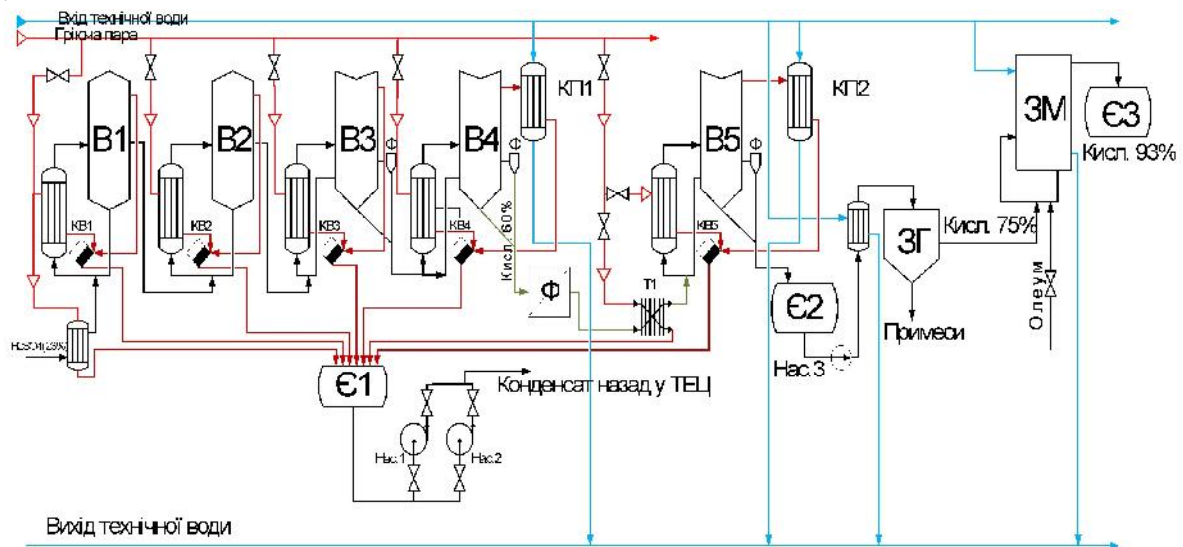 Вхід технічної води
Гріюча пара
КП1
КП2
В1
В2
В3
В4
В5
ЗМ
Є3
Ф
Ф
Ф
Кисл. 93%
КВ1
КВ2
КВ3
КВ4
КВ5
Кисл. 60%
ЗГ
Кисл. 75%
Ф
Т1
Є2
Олеум
Примеси
Нас.3
Є1
Конденсат назад у ТЕЦ
Нас.1
Нас.2
Вихід технічної води